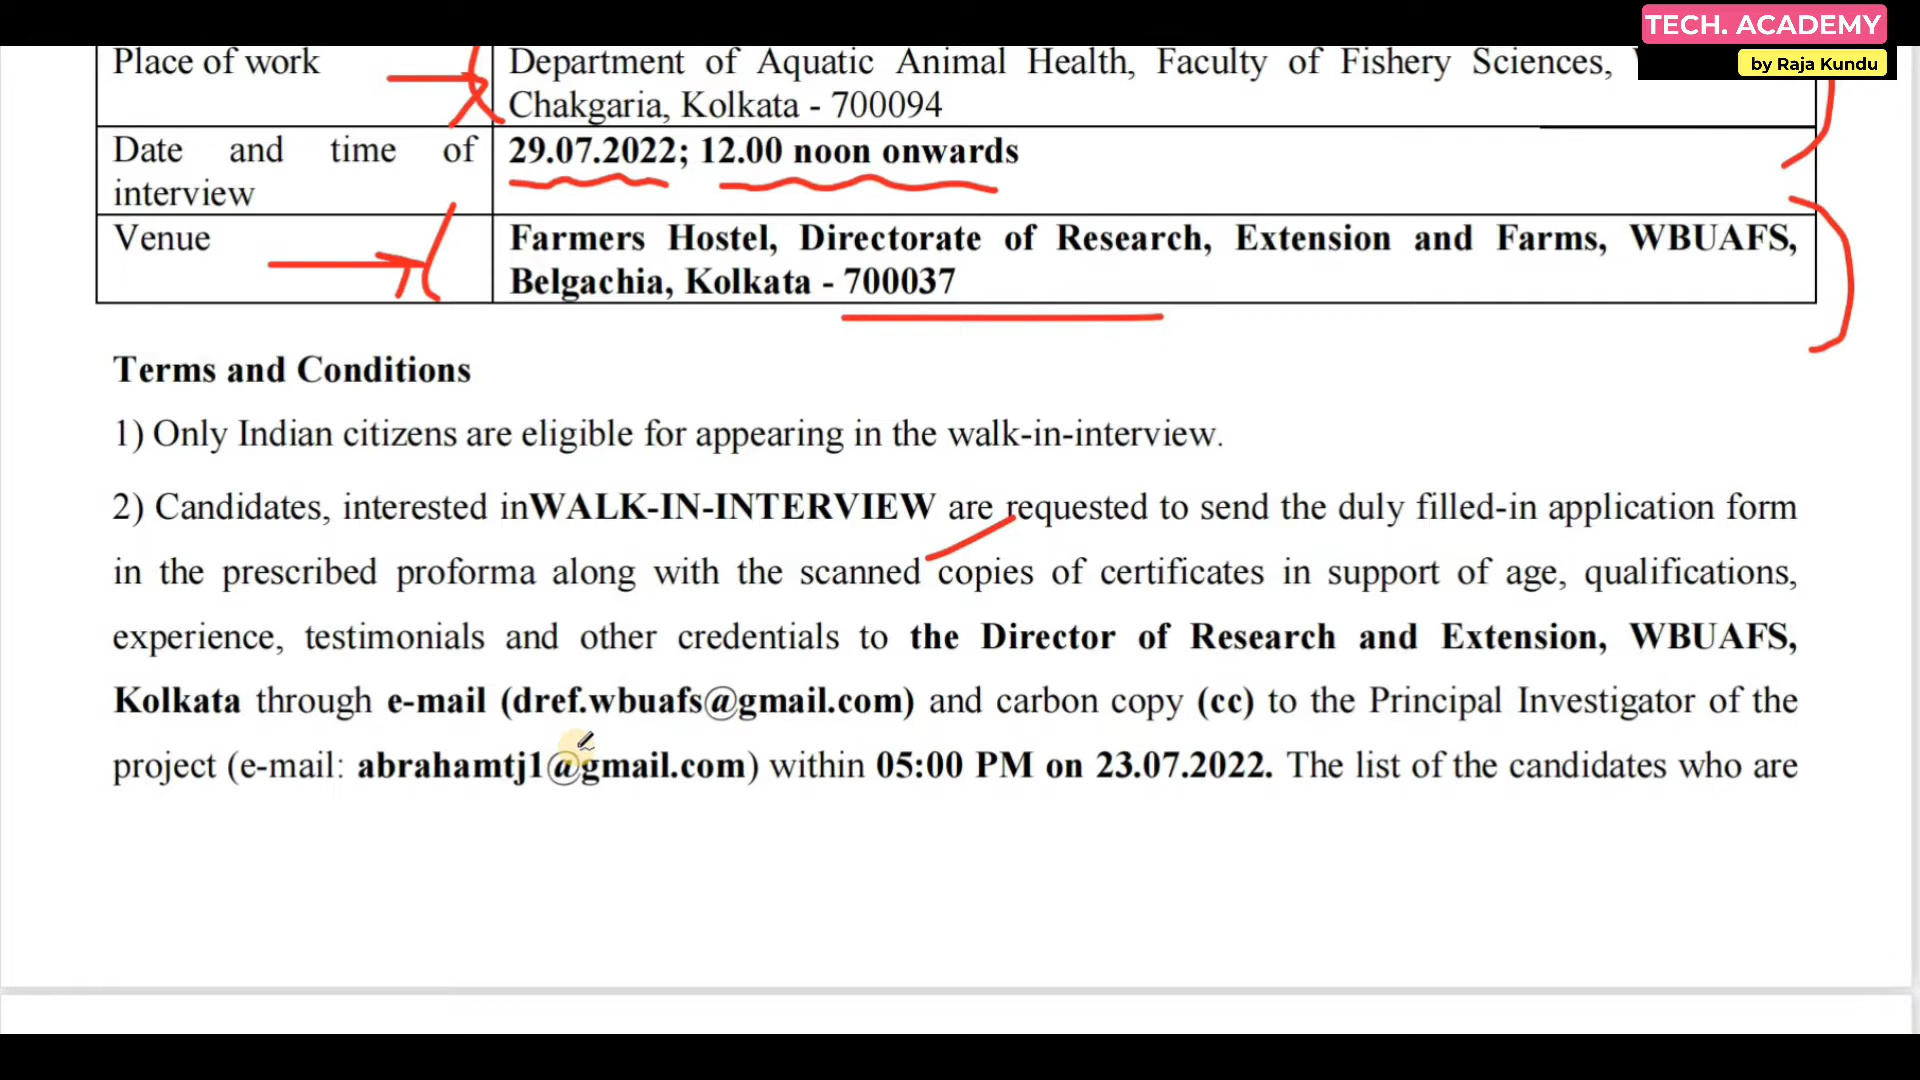 TECH. ACADEMY
by Raja Kundu
Place of work
Department of Aquatic Animal Health, Faculty of Fishery Sciences,
Chakgaria, Kolkata - 700094
Date and time of
interview
29.07.2022; 12.00 noon onwards
Venue
Farmers Hostel, Directorate of Research, Extension and Farms, WBUAFS,
Belgachia, Kolkata - 700037
Terms and Conditions
1) Only Indian citizens are eligible for appearing in the walk-in-interview.
2) Candidates, interested inWALK-IN-INTERVIEW are requested to send the duly filled-in application form
in the prescribed proforma along with the scanned copies of certificates in support of age, qualifications,
experience, testimonials and other credentials to the Director of Research and Extension, WBUAFS,
Kolkata through e-mail (dref.wbuafs@gmail.com) and carbon copy (cc) to the Principal Investigator of the
project (e-mail: abrahamtj1@gmail.com) within 05:00 PM on 23.07.2022. The list of the candidates who are